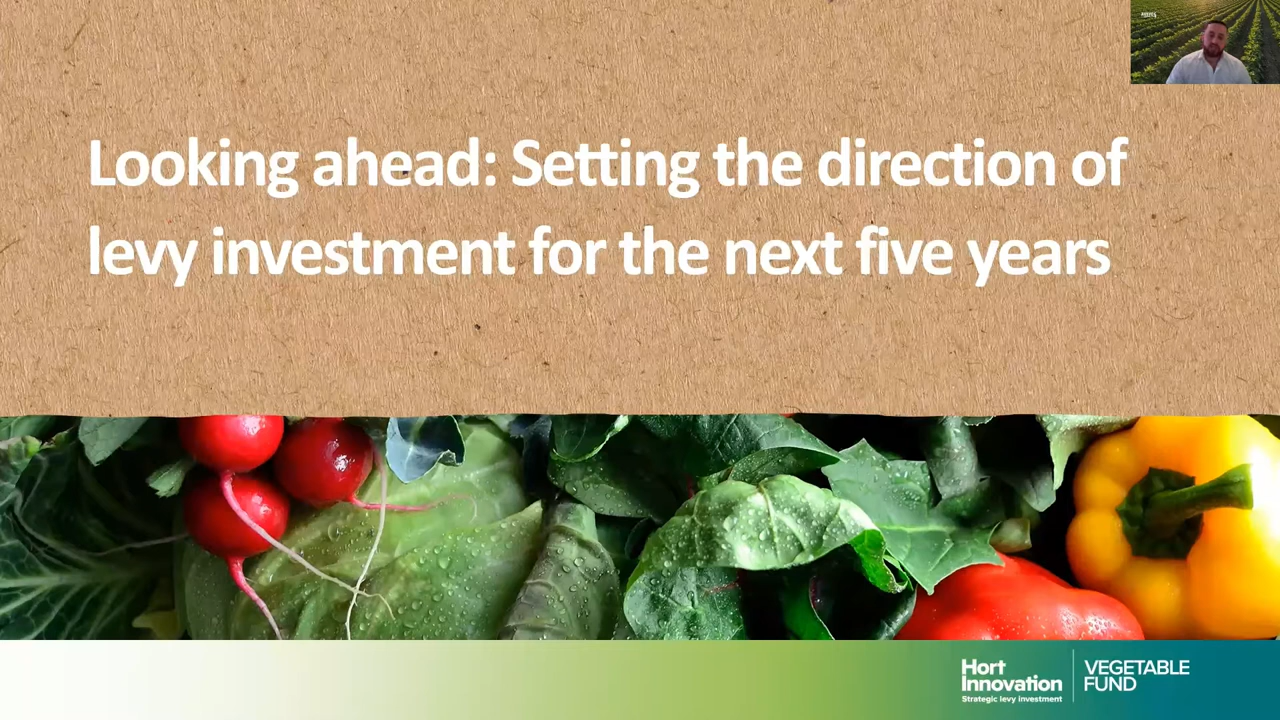 Looking ahead: Setting the direction of
levy investment for the next five years
Hort
Innovation
Strategic levy investment
VEGETABLE
FUND